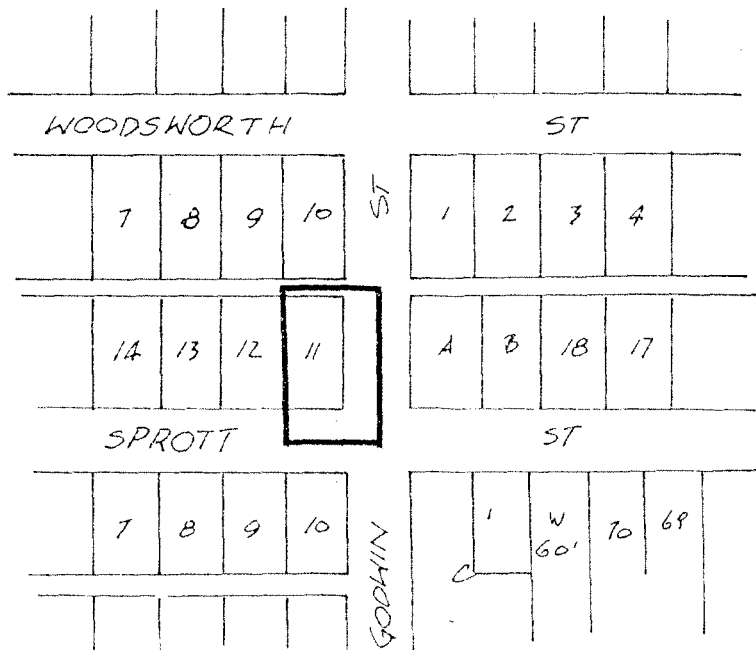 WOODSWORTH ST
ST
7 8 9 10 1 2 3 4
14 13 12 11 A B 18 17
SPROTT ST
7 8 9 10 1 W 70 69
60'
C
GODWIN